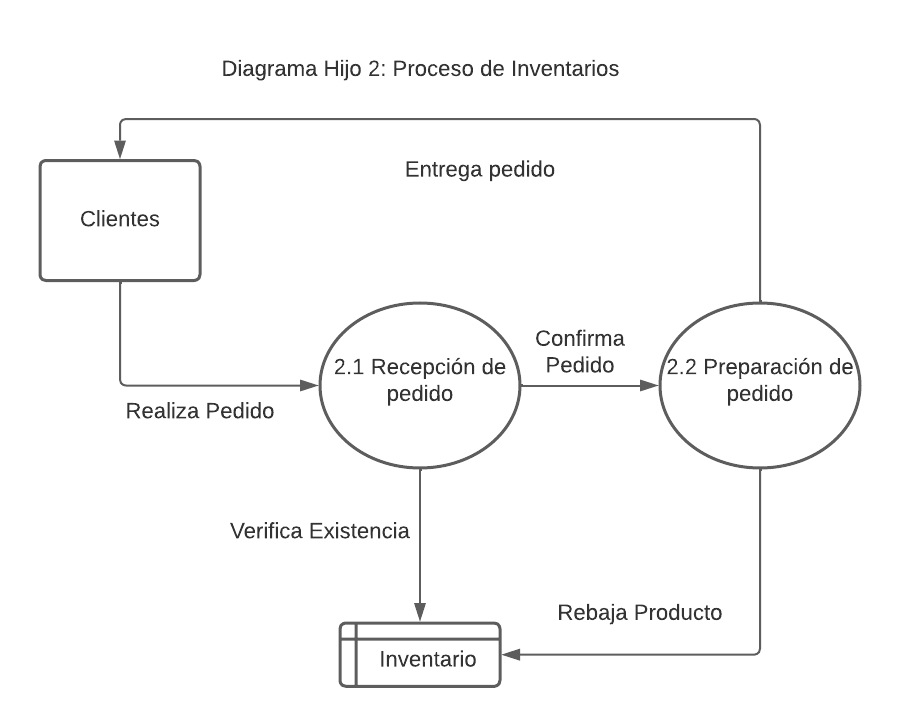 Diagrama Hijo 2: Proceso de Inventarios
Entrega pedido
Clientes
Confirma
Pedido
2.1 Recepción de
pedido
2.2 Preparación de
pedido
Realiza Pedido
Verifica Existencia
Rebaja Producto
Inventario